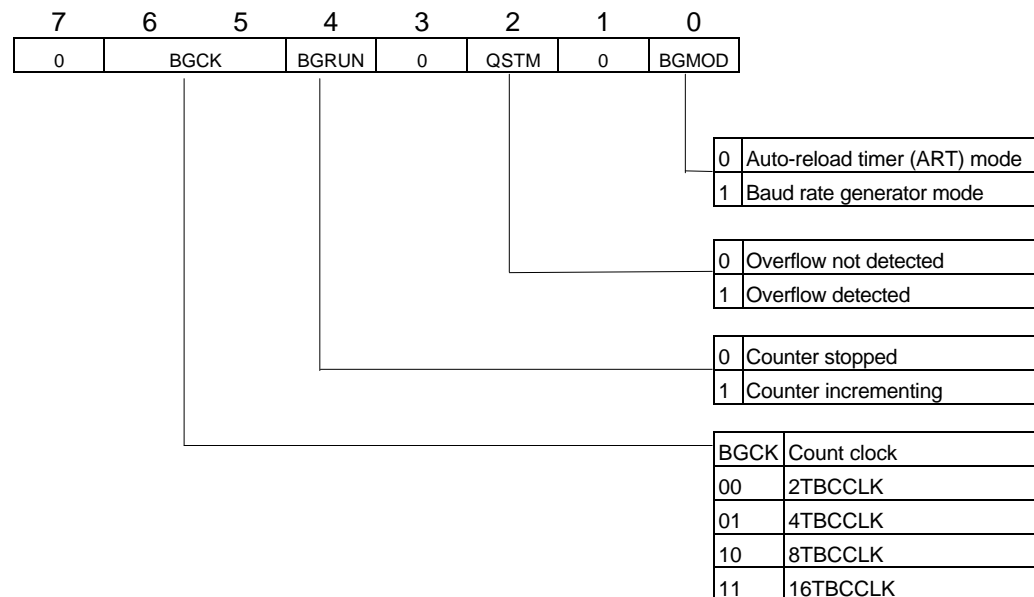 7 6 5 4 3 2 1 0
0 BGCK BGRUN 0 QSTM 0 BGMOD
0 Auto-reload timer (ART) mode
1 Baud rate generator mode
0 Overflow not detected
1 Overflow detected
0 Counter stopped
1 Counter incrementing
BGCK Count clock
00 2TBCCLK
01 4TBCCLK
10 8TBCCLK
11 16TBCCLK